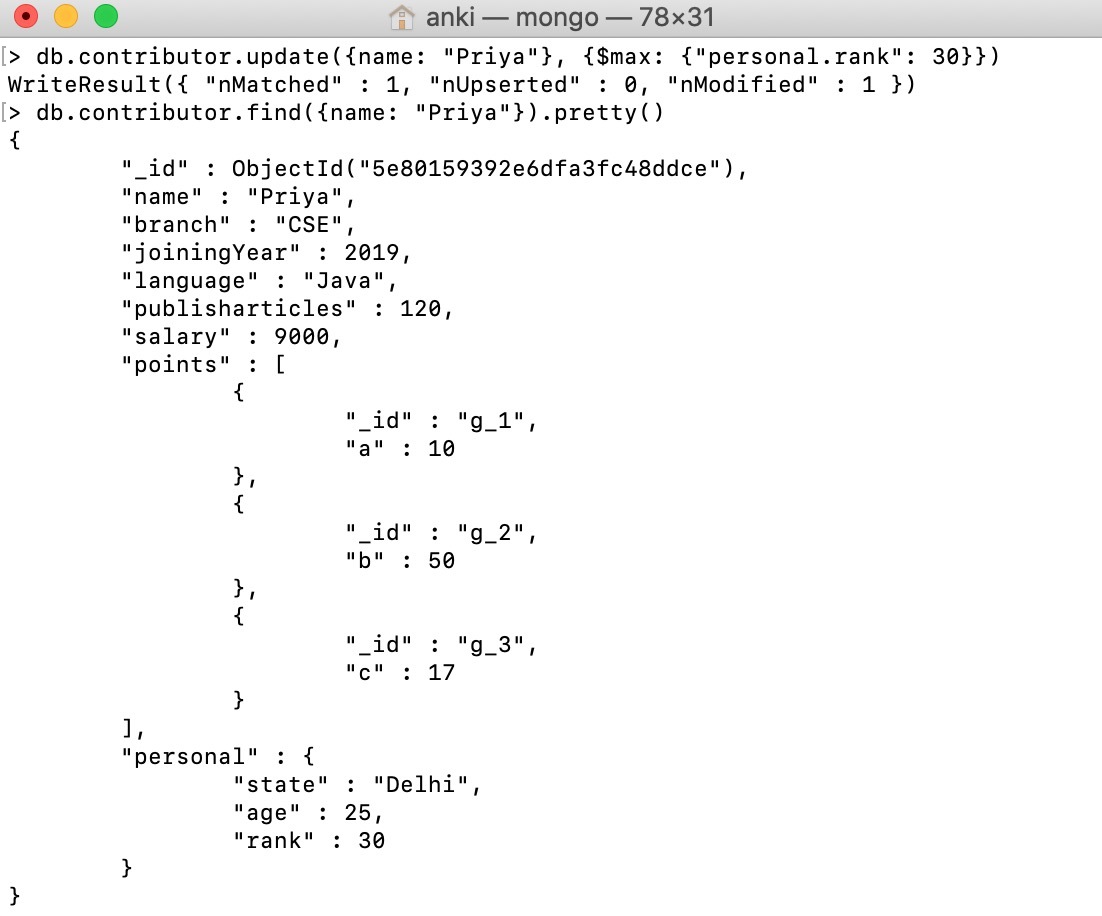 anki — mongo — 78×31
[> db.contributor.update({name: "Priya"}, {$max: {"personal.rank": 30}})
WriteResult({ "nMatched" : 1, "nUpserted" : 0, "nModified" : 1 })
[> db.contributor.find({name: "Priya"}).pretty()
{
        "_id" : ObjectId("5e80159392e6dfa3fc48ddce"),
        "name" : "Priya",
        "branch" : "CSE",
        "joiningYear" : 2019,
        "language" : "Java",
        "publisharticles" : 120,
        "salary" : 9000,
        "points" : [
                {
                        "_id" : "g_1",
                        "a" : 10
                },
                {
                        "_id" : "g_2",
                        "b" : 50
                },
                {
                        "_id" : "g_3",
                        "c" : 17
                }
        ],
        "personal" : {
                "state" : "Delhi",
                "age" : 25,
                "rank" : 30
        }
}